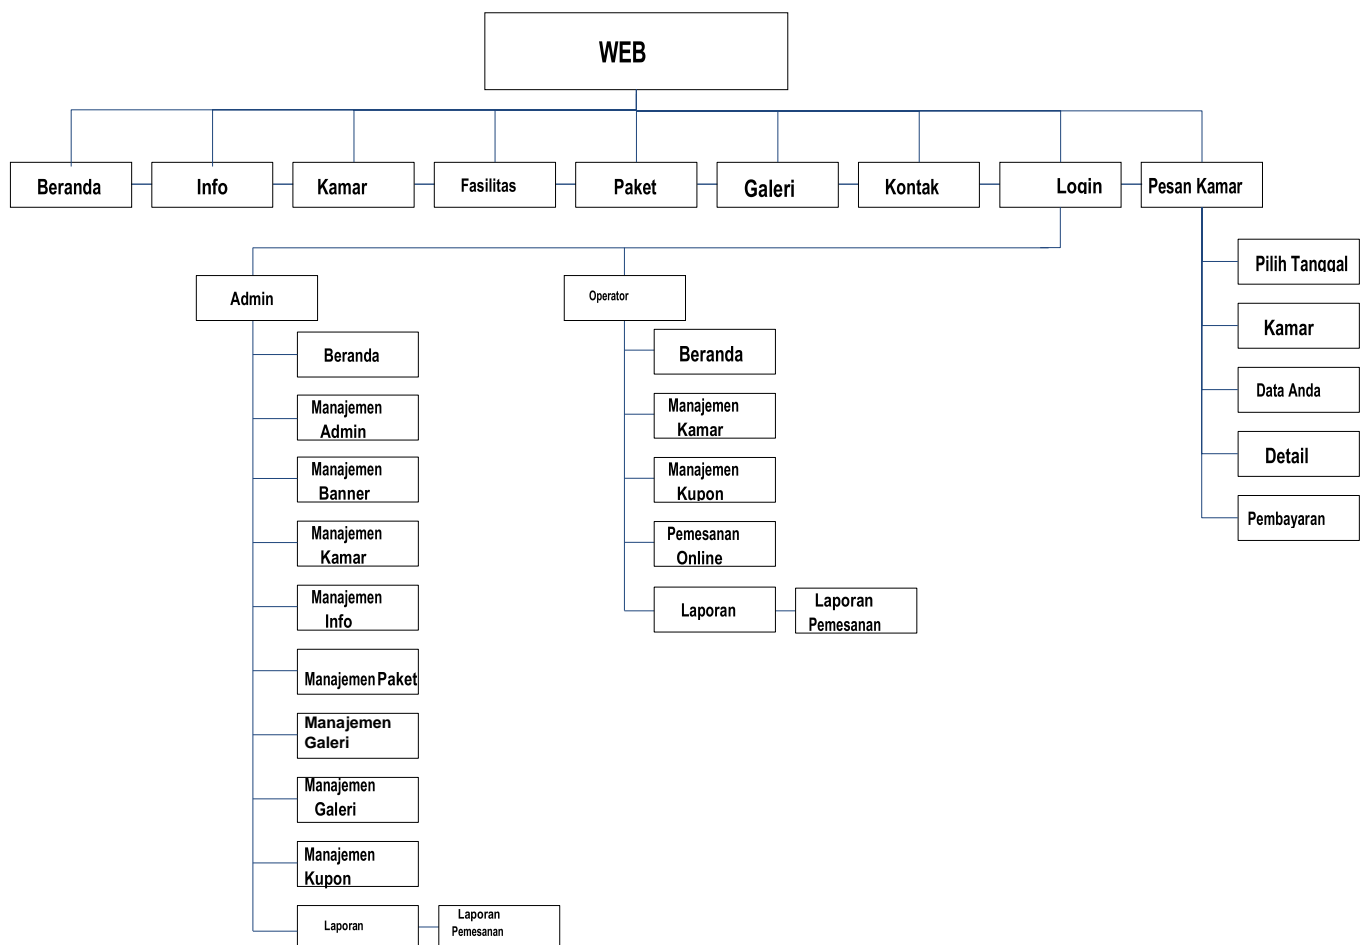 WEB
Beranda
Info
Kamar
Fasilitas
Paket
Galeri
Kontak
Login
Pesan Kamar
Admin
Beranda
Manajemen
Admin
Manajemen
Banner
Manajemen
Kamar
Manajemen
Info
Manajemen Paket
Manajemen
Galeri
Manajemen
Galeri
Manajemen
Kupon
Laporan
Laporan
Pemesanan
Operator
Beranda
Manajemen
Kamar
Manajemen
Kupon
Pemesanan
Online
Laporan
Laporan
Pemesanan
Pilih Tanggal
Kamar
Data Anda
Detail
Pembayaran